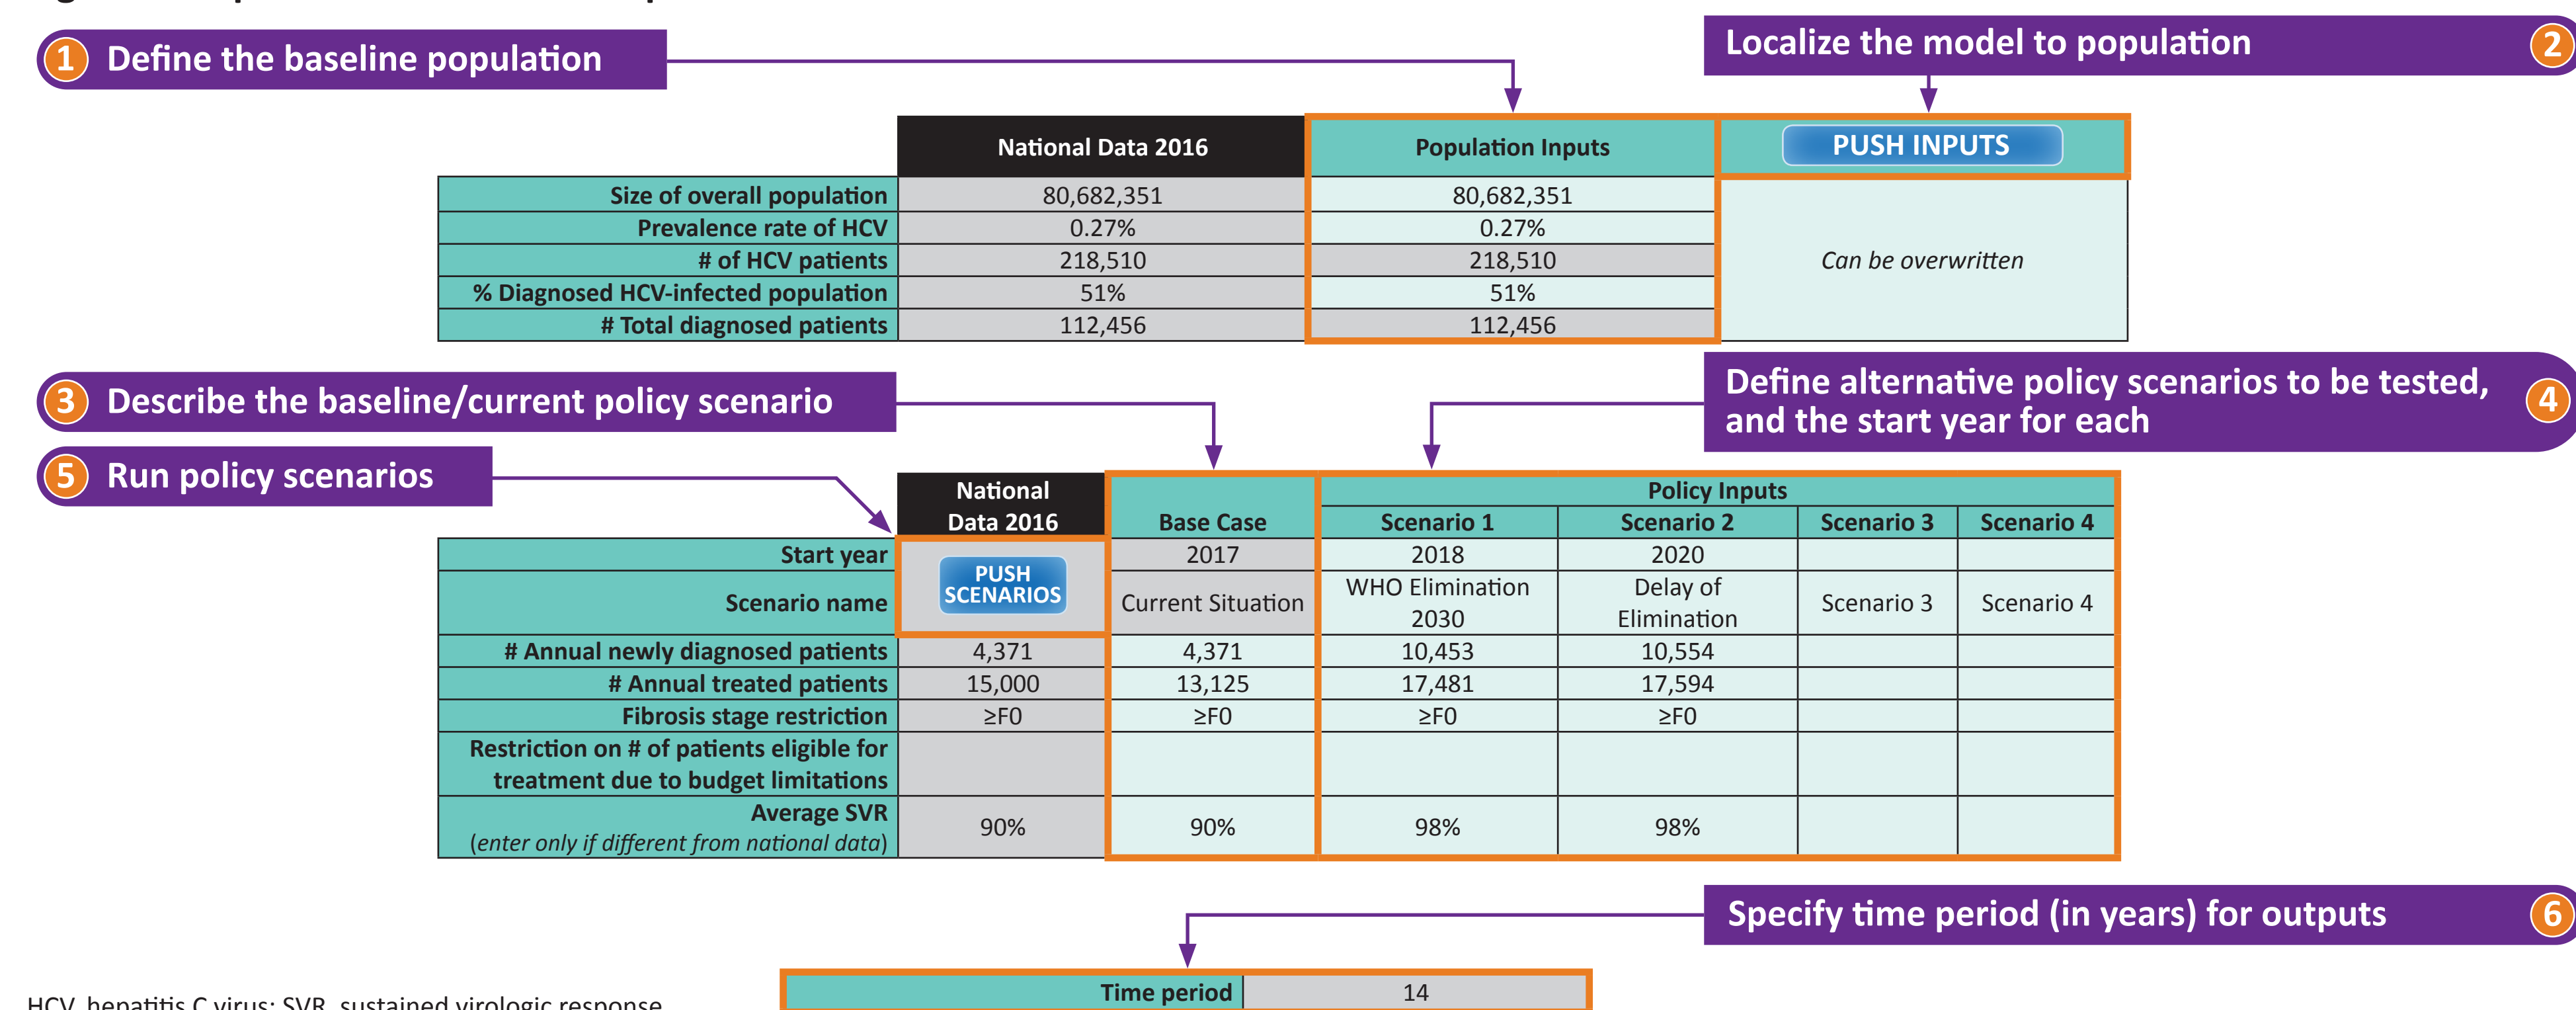 1 Define the baseline population
Localize the model to population 2
National Data 2016 Population Inputs PUSH INPUTS
Size of overall population 80,682,351 80,682,351
Prevalence rate of HCV 0.27% 0.27%
# of HCV patients 218,510 218,510 Can be overwritten
% Diagnosed HCV-infected population 51% 51%
# Total diagnosed patients 112,456 112,456
3 Describe the baseline/current policy scenario
Define alternative policy scenarios to be tested,
and the start year for each 4
5 Run policy scenarios
National
Data 2016
Base Case
Policy Inputs
Scenario 1 Scenario 2 Scenario 3 Scenario 4
PUSH
SCENARIOS
Start year 2017 2018 2020
Scenario name Current Situation
WHO Elimination
2030
Delay of
Elimination
Scenario 3 Scenario 4
# Annual newly diagnosed patients 4,371 4,371 10,453 10,554
# Annual treated patients 15,000 13,125 17,481 17,594
Fibrosis stage restriction ≥F0 ≥F0 ≥F0 ≥F0
Restriction on # of patients eligible for
treatment due to budget limitations
Average SVR
(enter only if different from national data)
90% 90% 98% 98%
Specify time period (in years) for outputs 6
Time period 14
HCV, hepatitis C virus; SVR, sustained virologic response